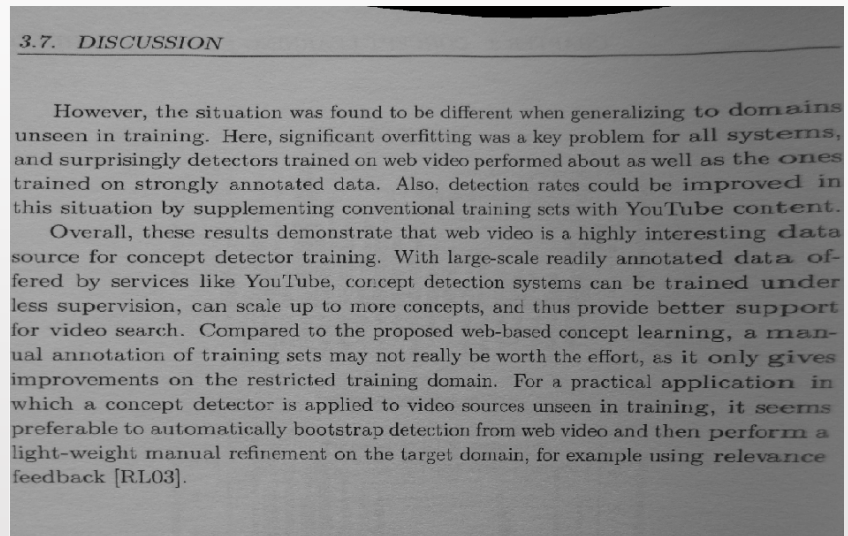 3.7. DISCUSSION
However, the situation was found to be different when generalizing to domains
unseen in training. Here, significant overfitting was a key problem for all systems,
and surprisingly detectors trained on web video performed about as well as the ones
trained on strongly annotated data. Also, detection rates could be improved in
this situation by supplementing conventional training sets with YouTube content.
Overall, these results demonstrate that web video is a highly interesting data
source for concept detector training. With large-scale readily annotated data of-
fered by services like YouTube, concept detection systems can be trained under
less supervision, can scale up to more concepts, and thus provide better support
for video search. Compared to the proposed web-based concept learning, a man-
ual annotation of training sets may not really be worth the effort, as it only gives
improvements on the restricted training domain. For a practical application in
which a concept detector is applied to video sources unseen in training, it seems
preferable to automatically bootstrap detection from web video and then perform a
light-weight manual refinement on the target domain, for example using relevance
feedback [RL03].